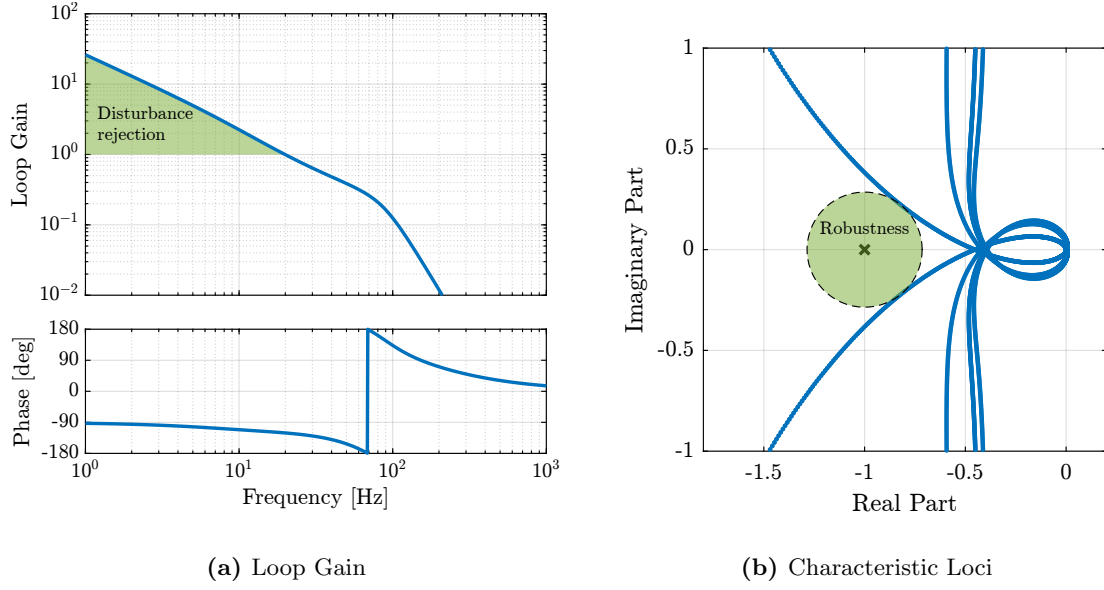 10^2
10^1
10^0
10^-1
10^-2
Loop Gain
Disturbance
rejection
180
90
0
-90
-180
Phase [deg]
10^0
10^1
10^2
10^3
Frequency [Hz]
(a) Loop Gain
1
0.5
0
-0.5
-1
Imaginary Part
Robustness
-1.5
-1
-0.5
0
Real Part
(b) Characteristic Loci